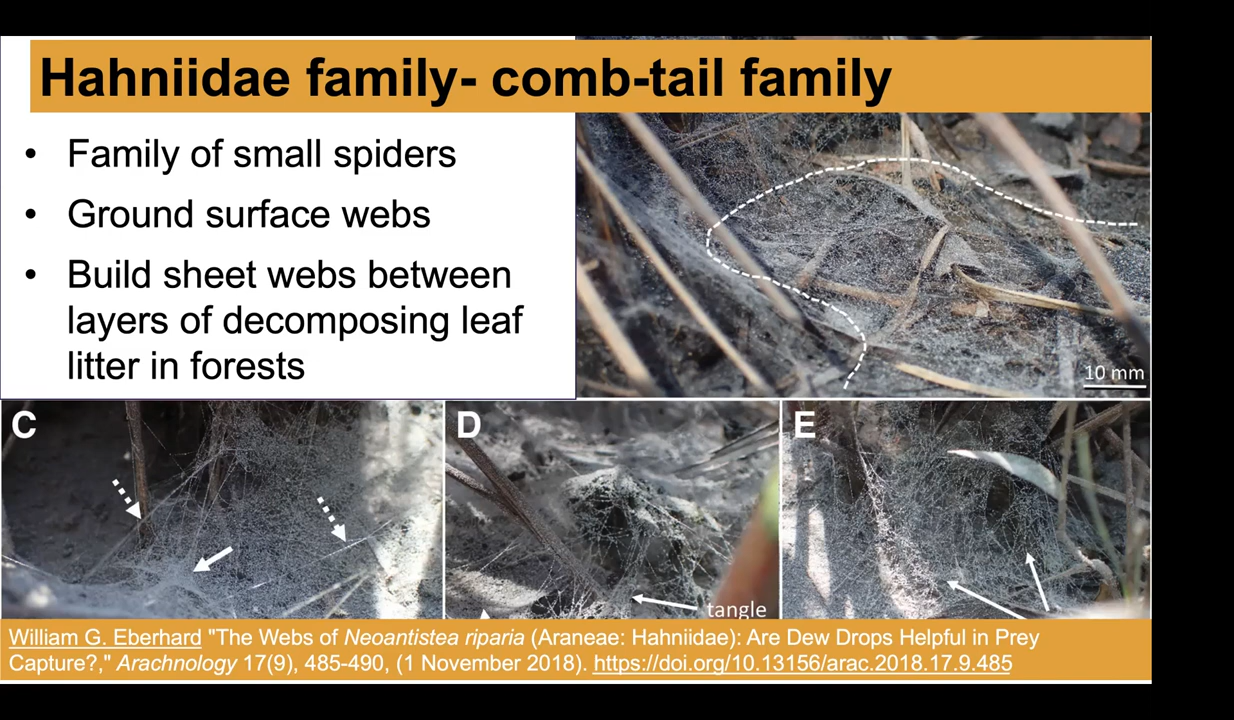 Hahniidae family- comb-tail family
• Family of small spiders
• Ground surface webs
• Build sheet webs between
layers of decomposing leaf
litter in forests
10 mm
C
D
E
tangle
William G. Eberhard "The Webs of Neoantistea riparia (Araneae: Hahniidae): Are Dew Drops Helpful in Prey
Capture?," Arachnology 17(9), 485-490, (1 November 2018). https://doi.org/10.13156/arac.2018.17.9.485